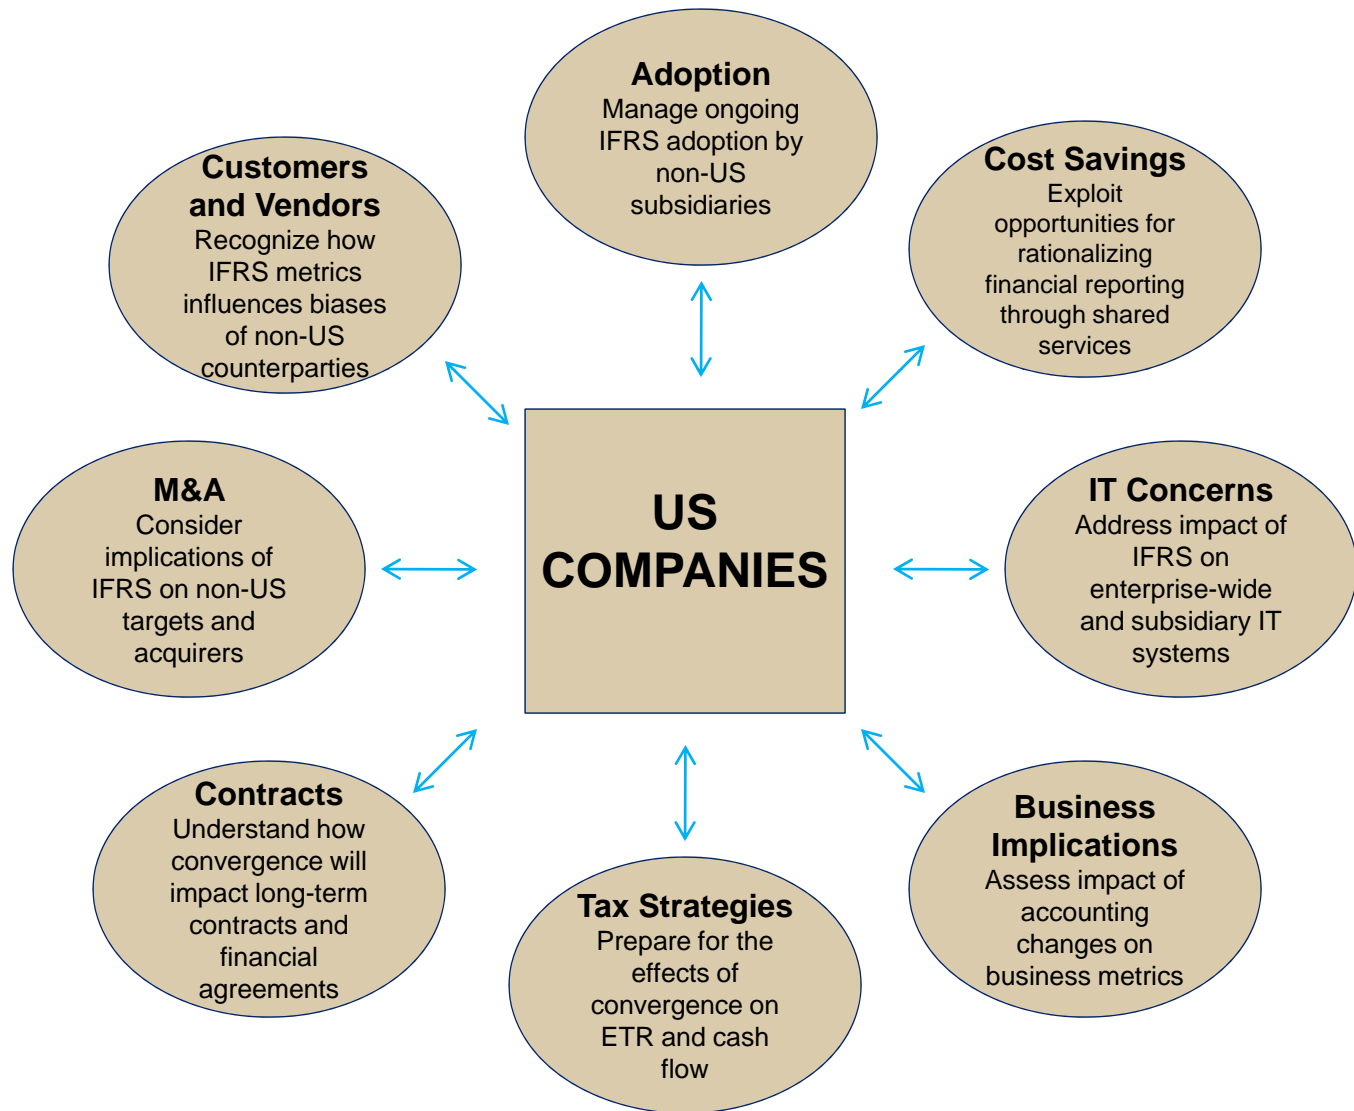 Adoption
Manage ongoing
IFRS adoption by
non-US
subsidiaries
Customers
and Vendors
Recognize how
IFRS metrics
influences biases
of non-US
counterparties
Cost Savings
Exploit
opportunities for
rationalizing
financial reporting
through shared
services
M&A
Consider
implications of
IFRS on non-US
targets and
acquirers
US
COMPANIES
IT Concerns
Address impact of
IFRS on
enterprise-wide
and subsidiary IT
systems
Contracts
Understand how
convergence will
impact long-term
contracts and
financial
agreements
Tax Strategies
Prepare for the
effects of
convergence on
ETR and cash
flow
Business
Implications
Assess impact of
accounting
changes on
business metrics